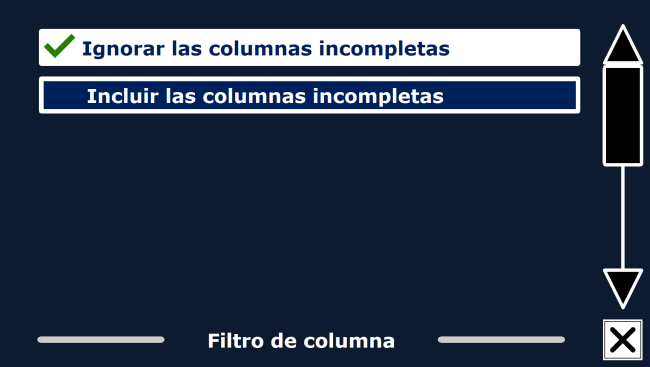 Ignorar las columnas incompletas
Incluir las columnas incompletas
Filtro de columna